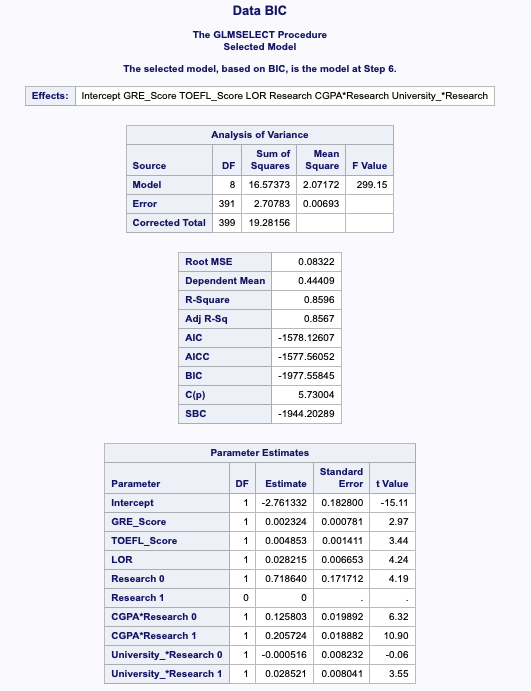 Data BIC
The GLMSELECT Procedure
Selected Model
The selected model, based on BIC, is the model at Step 6.
Effects: Intercept GRE_Score TOEFL_Score LOR Research CGPA*Research University_*Research
Analysis of Variance
Source DF Sum of Squares Mean Square F Value
Model 8 16.57373 2.07172 299.15
Error 391 2.70783 0.00693
Corrected Total 399 19.28156
Root MSE 0.08322
Dependent Mean 0.44409
R-Square 0.8596
Adj R-Sq 0.8567
AIC -1578.12607
AICC -1577.56052
BIC -1977.55845
C(p) 5.73004
SBC -1944.20289
Parameter Estimates
Parameter DF Estimate Standard Error t Value
Intercept 1 -2.761332 0.182800 -15.11
GRE_Score 1 0.002324 0.000781 2.97
TOEFL_Score 1 0.004853 0.001411 3.44
LOR 1 0.028215 0.006653 4.24
Research 0 1 0.718640 0.171712 4.19
Research 1 0 0 . .
CGPA*Research 0 1 0.125803 0.019892 6.32
CGPA*Research 1 1 0.205724 0.018882 10.90
University_*Research 0 1 -0.000516 0.008232 -0.06
University_*Research 1 1 0.028521 0.008041 3.55